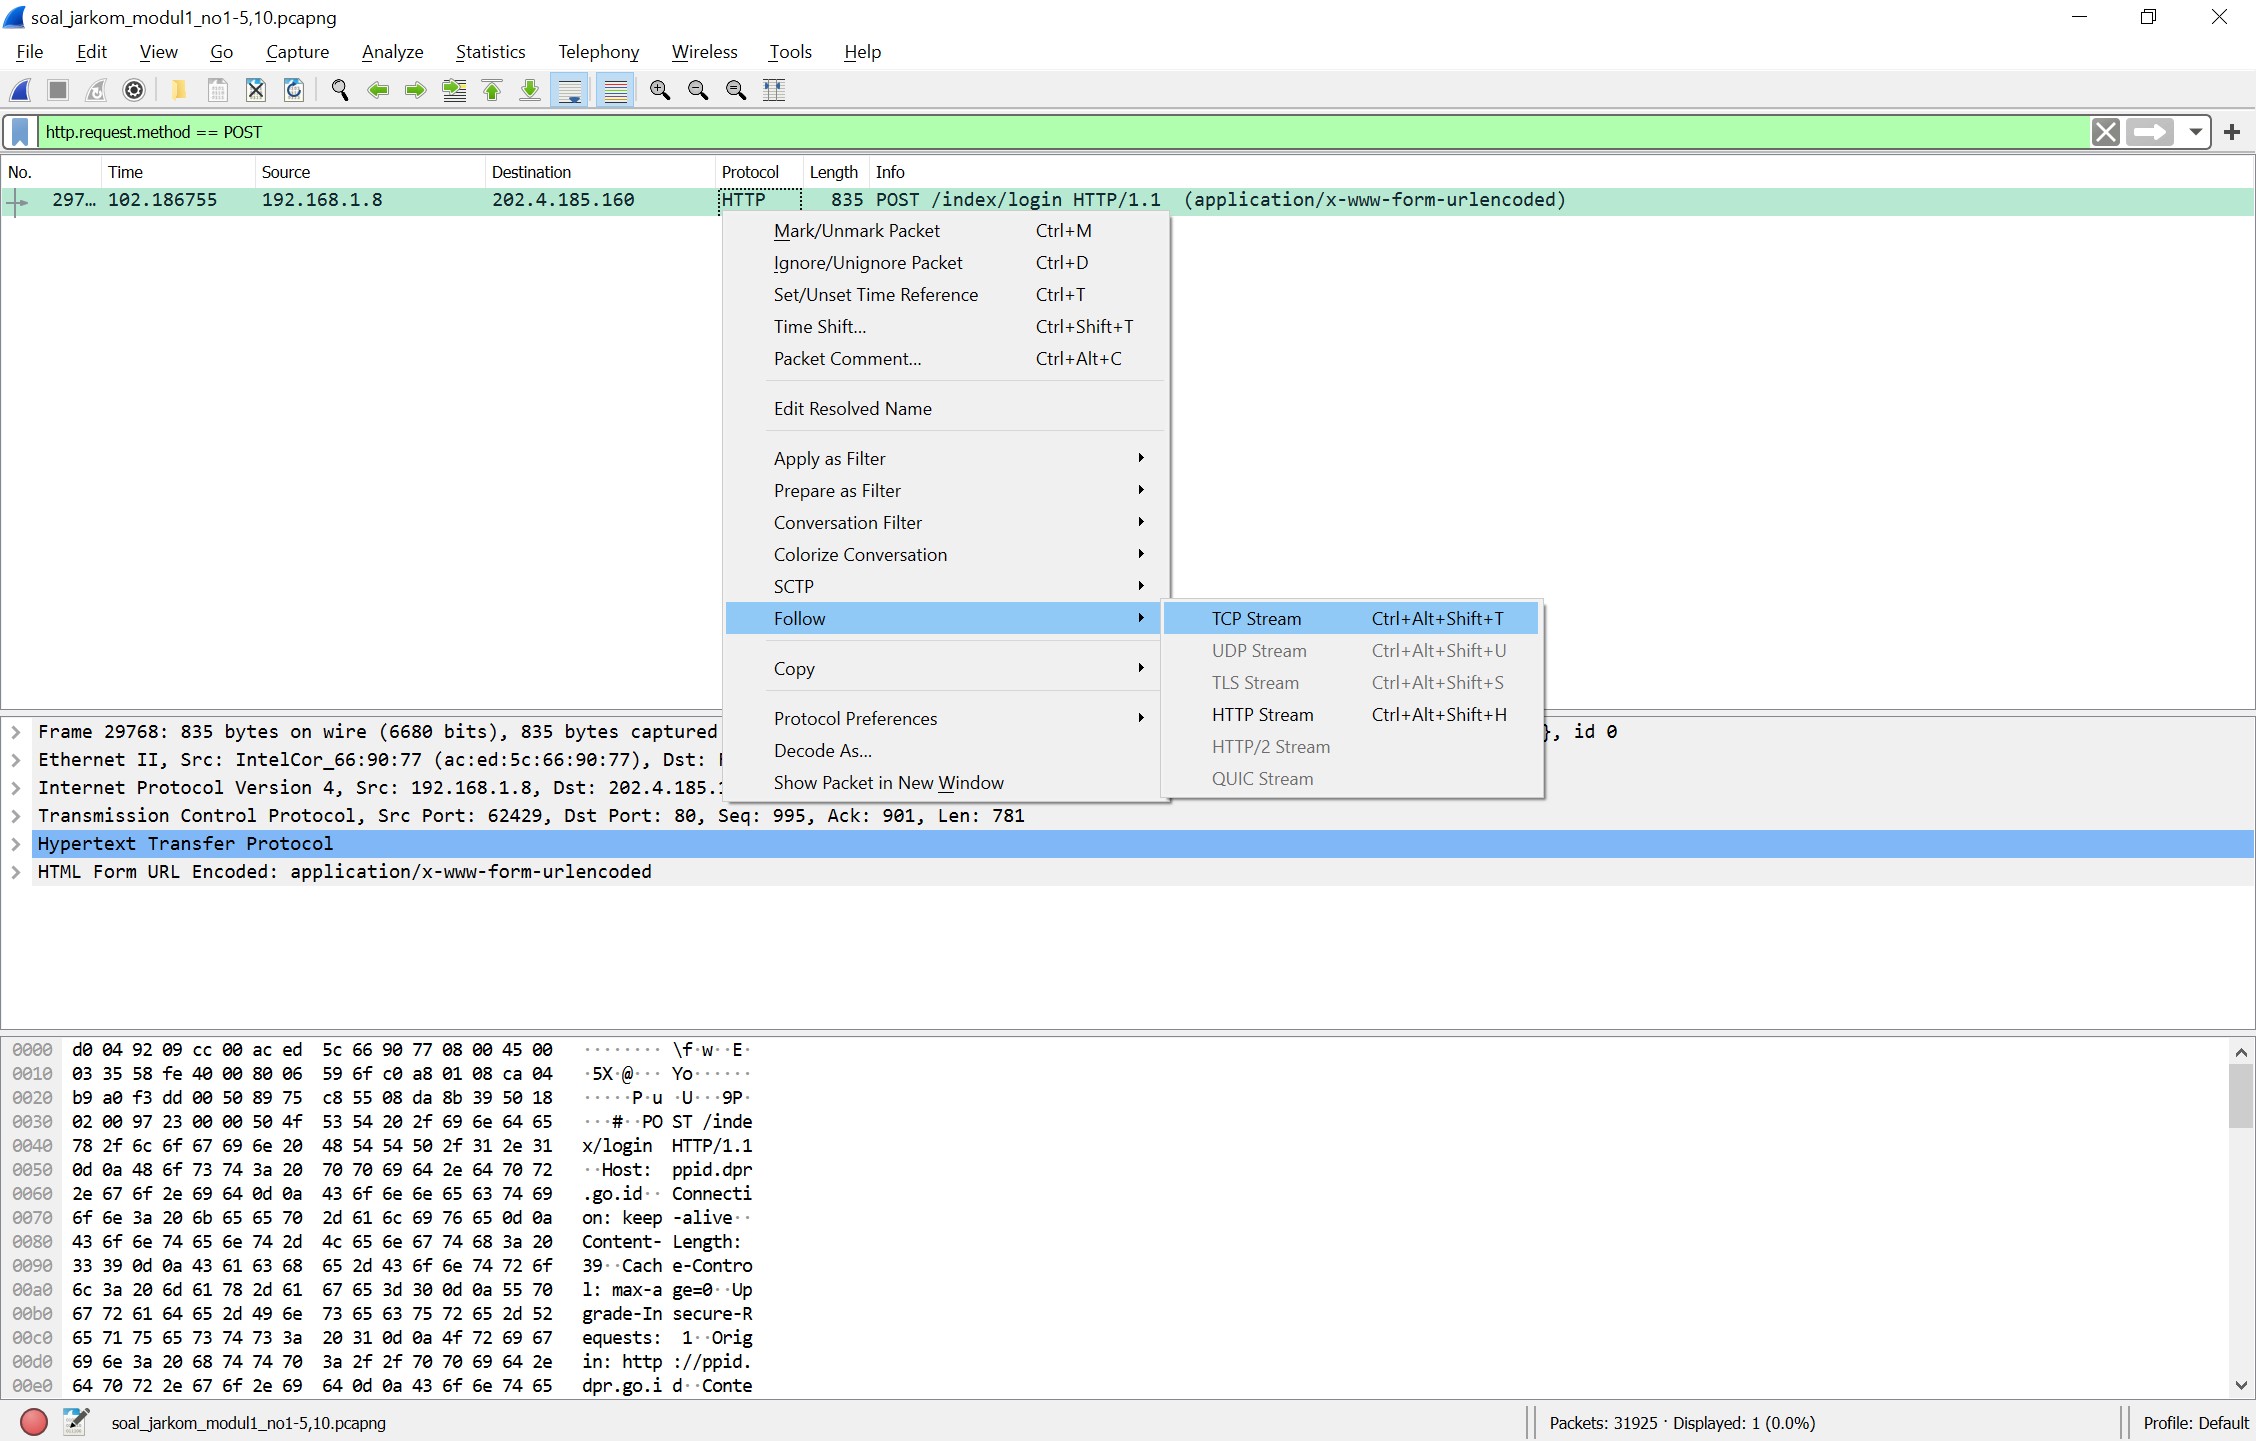 soal_jarkom_modul1_no1-5,10.pcapng
File Edit View Go Capture Analyze Statistics Telephony Wireless Tools Help
http.request.method == POST
No. Time Source Destination Protocol Length Info
297… 102.186755 192.168.1.8 202.4.185.160 HTTP 835 POST /index/login HTTP/1.1 (application/x-www-form-urlencoded)
Mark/Unmark Packet Ctrl+M
Ignore/Unignore Packet Ctrl+D
Set/Unset Time Reference Ctrl+T
Time Shift... Ctrl+Shift+T
Packet Comment... Ctrl+Alt+C
Edit Resolved Name
Apply as Filter
Prepare as Filter
Conversation Filter
Colorize Conversation
SCTP
Follow
Copy
Protocol Preferences
Decode As...
Show Packet in New Window
TCP Stream Ctrl+Alt+Shift+T
UDP Stream Ctrl+Alt+Shift+U
TLS Stream Ctrl+Alt+Shift+S
HTTP Stream Ctrl+Alt+Shift+H
HTTP/2 Stream
QUIC Stream
Frame 29768: 835 bytes on wire (6680 bits), 835 bytes captured }, id 0
Ethernet II, Src: IntelCor_66:90:77 (ac:ed:5c:66:90:77), Dst:
Internet Protocol Version 4, Src: 192.168.1.8, Dst: 202.4.185.1
Transmission Control Protocol, Src Port: 62429, Dst Port: 80, Seq: 995, Ack: 901, Len: 781
Hypertext Transfer Protocol
HTML Form URL Encoded: application/x-www-form-urlencoded
0000 d0 04 92 09 cc 00 ac ed 5c 66 90 77 08 00 45 00 ········ \f·w··E·
0010 03 35 58 fe 40 00 80 06 59 6f c0 a8 01 08 ca 04 ·5X·@··· Yo······
0020 b9 a0 f3 dd 00 50 89 75 c8 55 08 da 8b 39 50 18 ·····P·u ·U···9P·
0030 02 00 97 23 00 00 50 4f 53 54 20 2f 69 6e 64 65 ···#··PO ST /inde
0040 78 2f 6c 6f 67 69 6e 20 48 54 54 50 2f 31 2e 31 x/login HTTP/1.1
0050 0d 0a 48 6f 73 74 3a 20 70 70 69 64 2e 64 70 72 ··Host: ppid.dpr
0060 2e 67 6f 2e 69 64 0d 0a 43 6f 6e 6e 65 63 74 69 .go.id·· Connecti
0070 6f 6e 3a 20 6b 65 65 70 2d 61 6c 69 76 65 0d 0a on: keep -alive··
0080 43 6f 6e 74 65 6e 74 2d 4c 65 6e 67 74 68 3a 20 Content- Length:
0090 33 39 0d 0a 43 61 63 68 65 2d 43 6f 6e 74 72 6f 39··Cach e-Contro
00a0 6c 3a 20 6d 61 78 2d 61 67 65 3d 30 0d 0a 55 70 l: max-a ge=0··Up
00b0 67 72 61 64 65 2d 49 6e 73 65 63 75 72 65 2d 52 grade-In secure-R
00c0 65 71 75 65 73 74 73 3a 20 31 0d 0a 4f 72 69 67 equests: 1··Orig
00d0 69 6e 3a 20 68 74 74 70 3a 2f 2f 70 70 69 64 2e in: http ://ppid.
00e0 64 70 72 2e 67 6f 2e 69 64 0d 0a 43 6f 6e 74 65 dpr.go.i d··Conte
soal_jarkom_modul1_no1-5,10.pcapng Packets: 31925 · Displayed: 1 (0.0%) Profile: Default